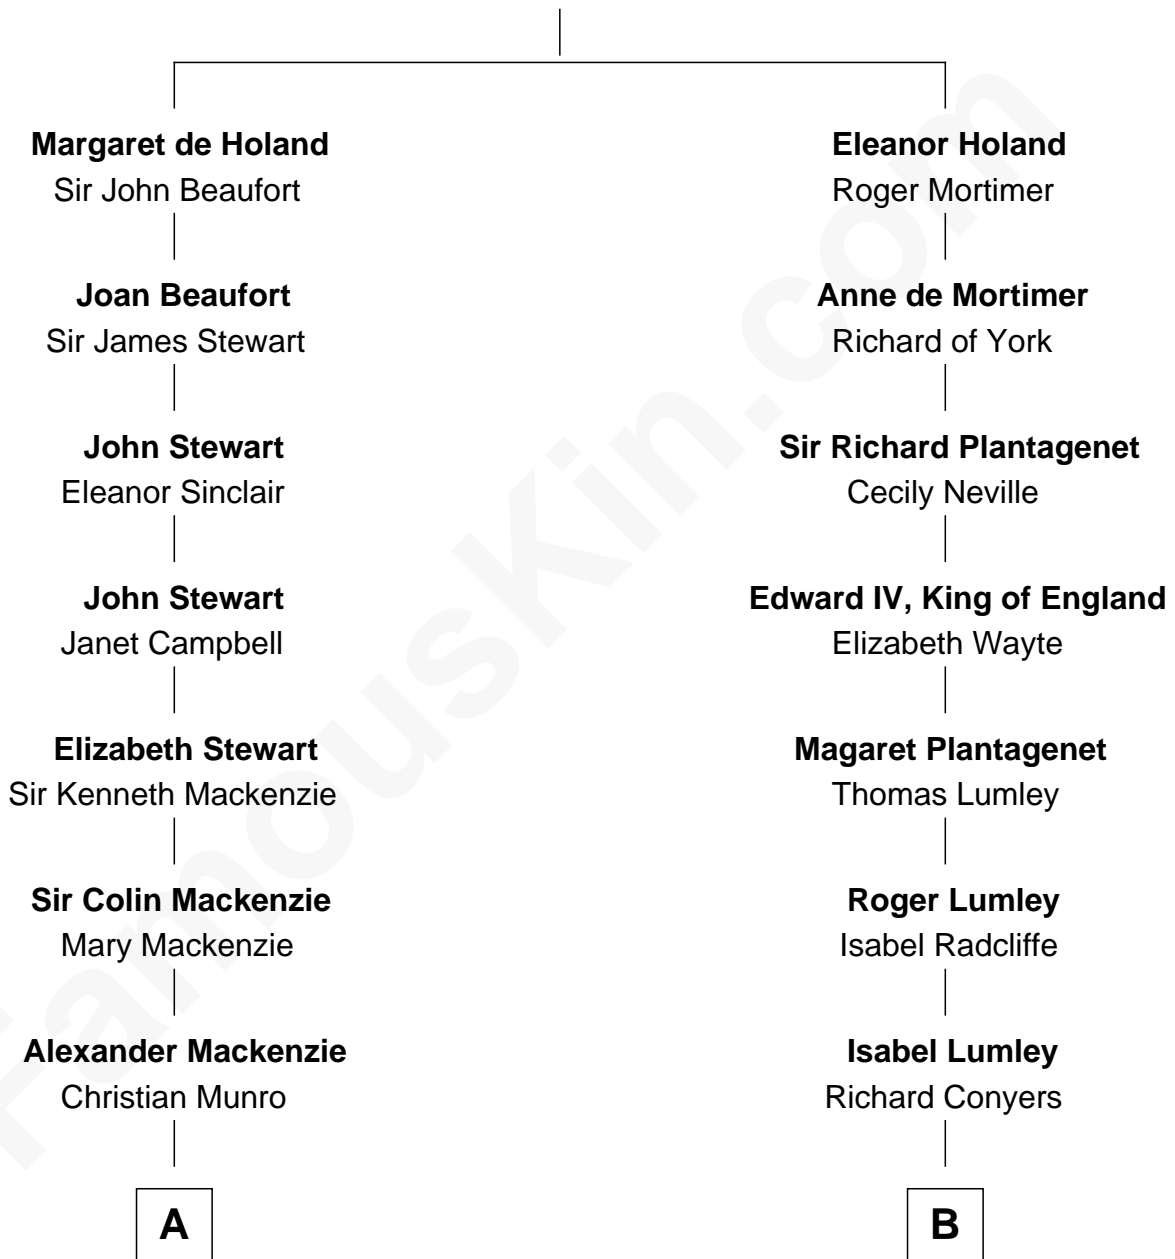 Margaret de Holand
Sir John Beaufort
Joan Beaufort
Sir James Stewart
John Stewart
Eleanor Sinclair
John Stewart
Janet Campbell
Elizabeth Stewart
Sir Kenneth Mackenzie
Sir Colin Mackenzie
Mary Mackenzie
Alexander Mackenzie
Christian Munro
A
Eleanor Holand
Roger Mortimer
Anne de Mortimer
Richard of York
Sir Richard Plantagenet
Cecily Neville
Edward IV, King of England
Elizabeth Wayte
Magaret Plantagenet
Thomas Lumley
Roger Lumley
Isabel Radcliffe
Isabel Lumley
Richard Conyers
B
FamousKin.com